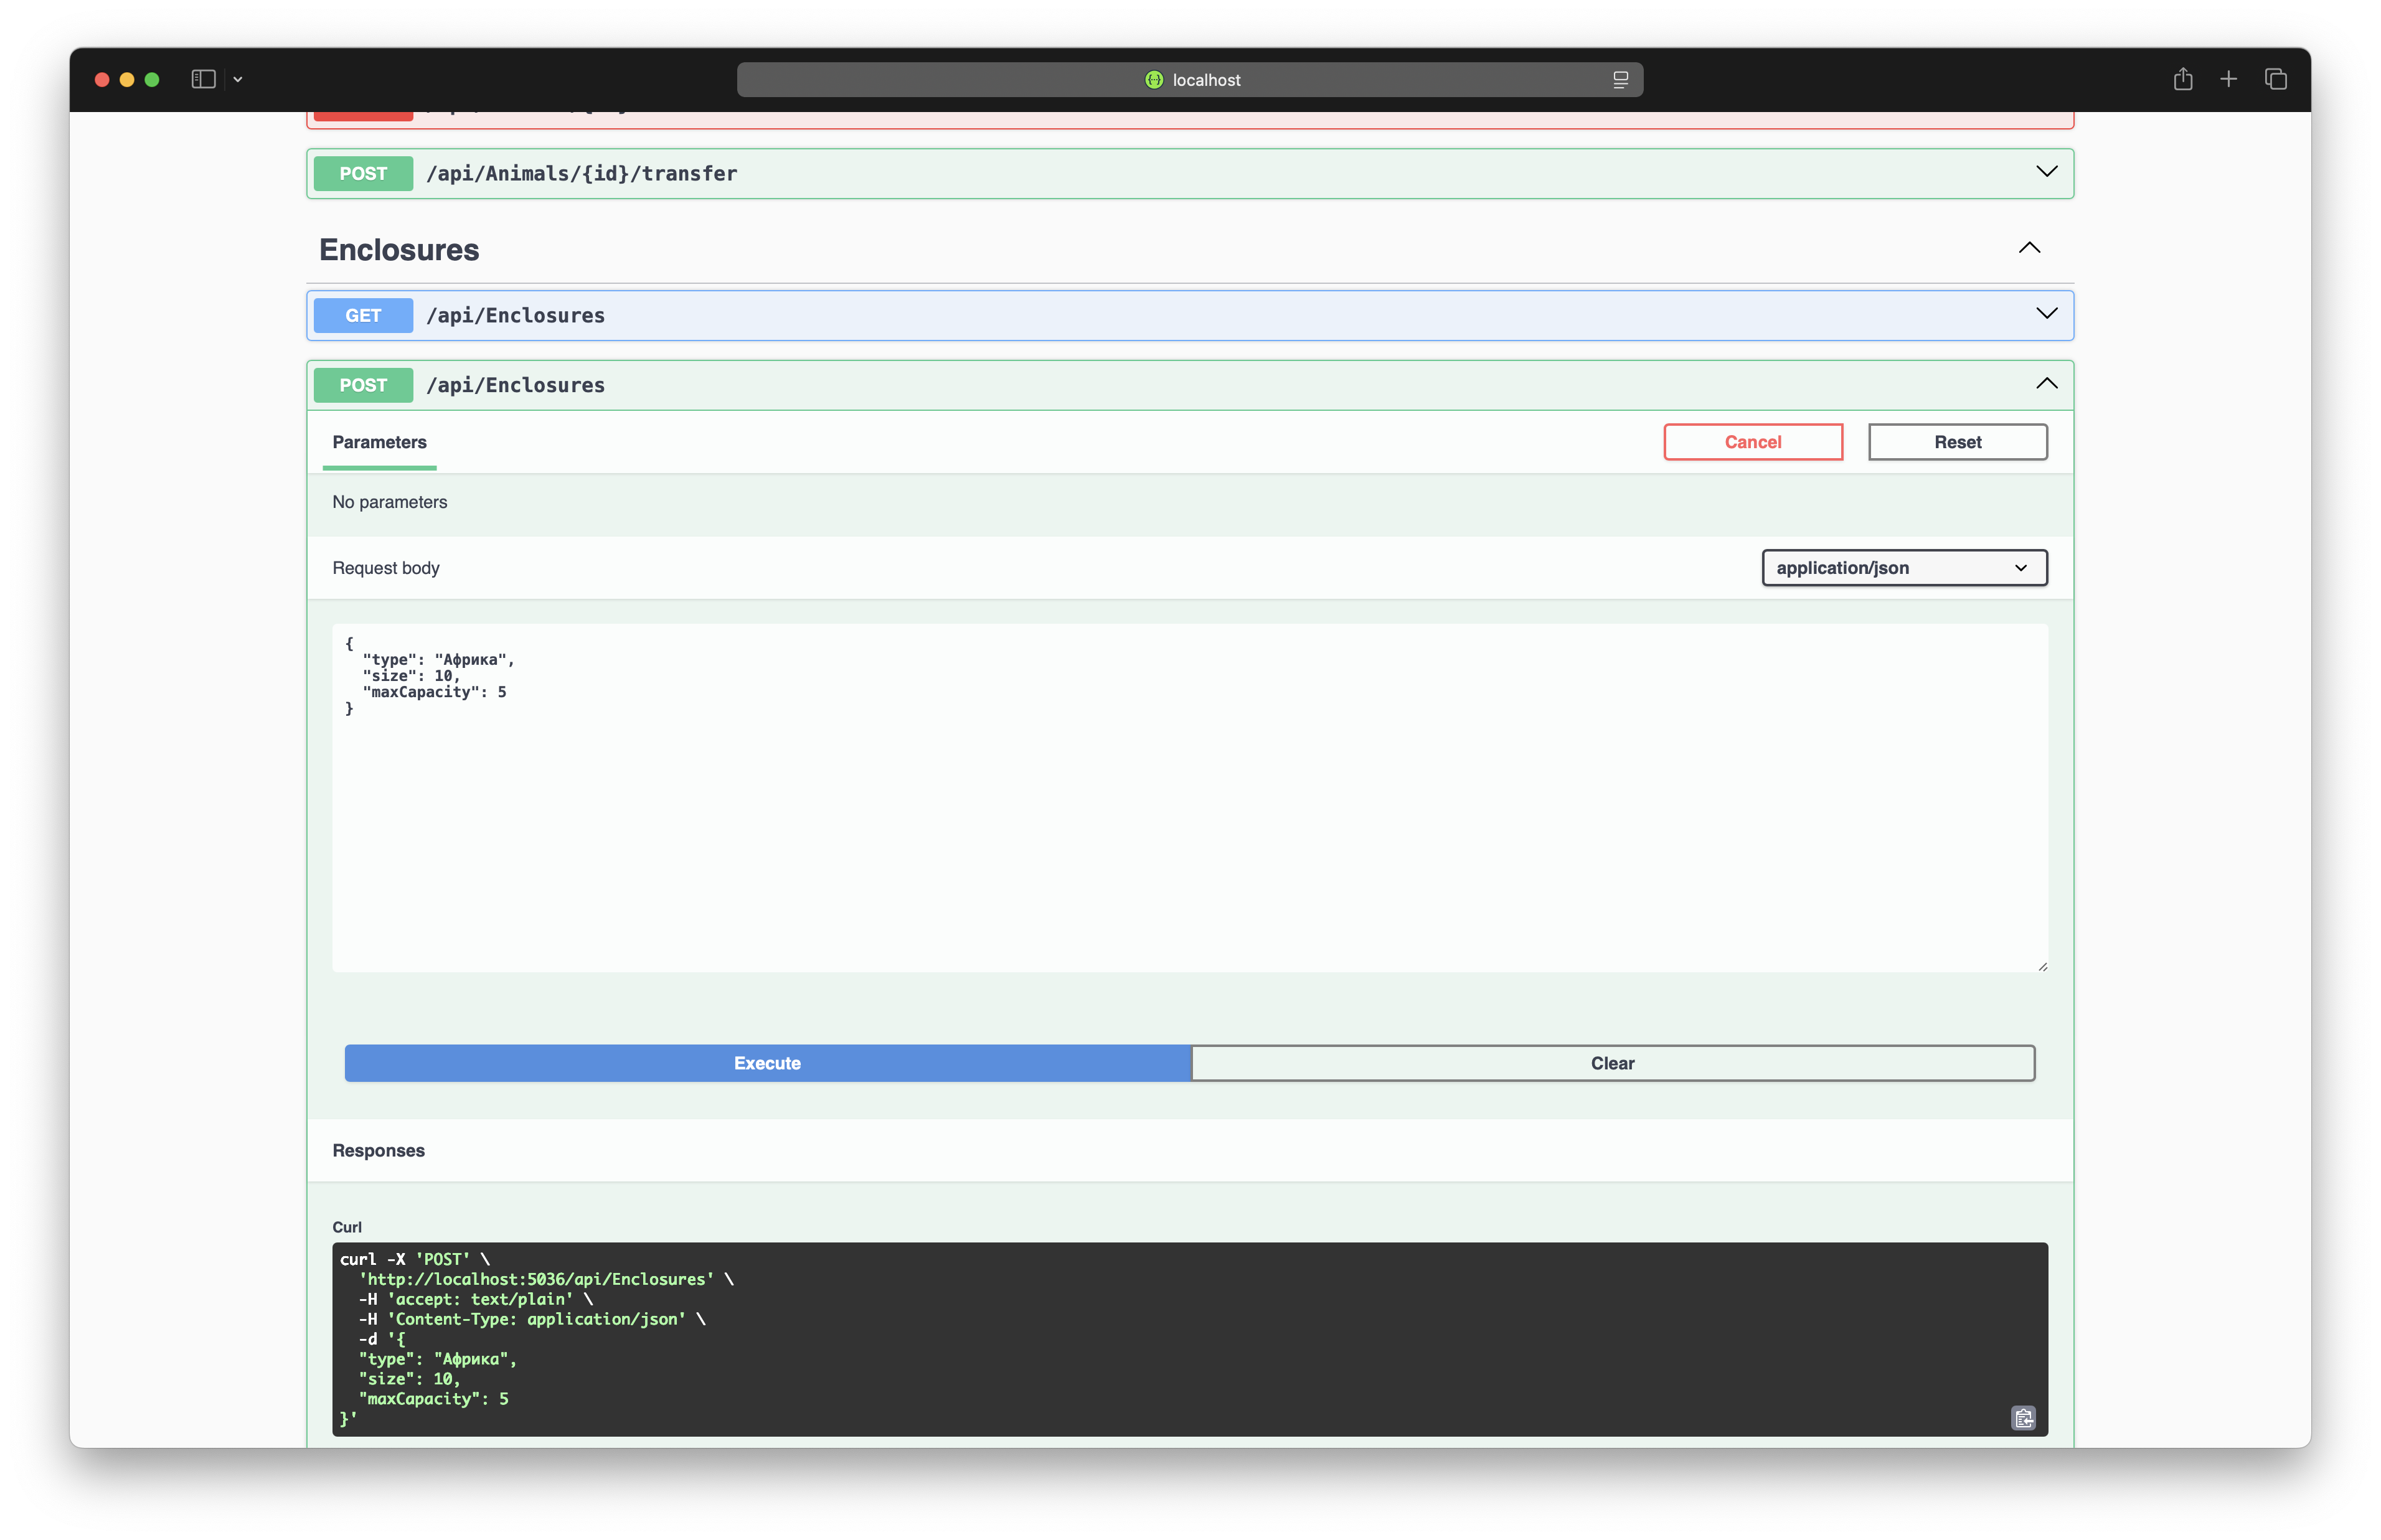 localhost
POST /api/Animals/{id}/transfer
Enclosures
GET /api/Enclosures
POST /api/Enclosures
Parameters
Cancel
Reset
No parameters
Request body
application/json
{
  "type": "Африка",
  "size": 10,
  "maxCapacity": 5
}
Execute
Clear
Responses
Curl
curl -X 'POST' \
  'http://localhost:5036/api/Enclosures' \
  -H 'accept: text/plain' \
  -H 'Content-Type: application/json' \
  -d '{
  "type": "Африка",
  "size": 10,
  "maxCapacity": 5
}'